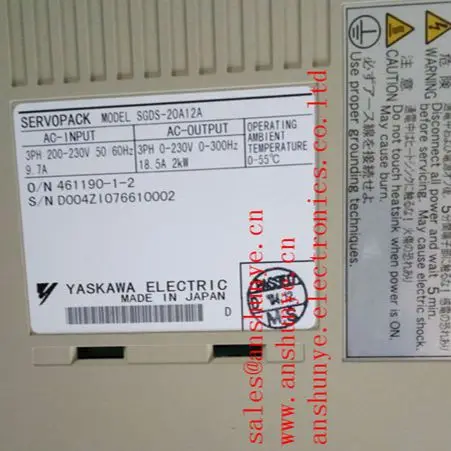 SERVOPACK MODEL SGDS-20A12A
AC-INPUT AC-OUTPUT OPERATING AMBIENT TEMPERATURE
3PH 200-230V 50 60Hz 3PH 0-230V 0-300Hz 0-55°C
9.7A 18.5A 2kW
O/N 461190-1-2
S/N D004Z1076610002
YASKAWA ELECTRIC
MADE IN JAPAN
D
危険
WARNING
Disconnect all power and wait 5 min. before servicing. May cause electric shock.
注意
CAUTION
Do not touch heatsink when power is ON. May cause burn.
必ずアース線を接続せよ
Use proper grounding techniques.
sales@anshunye.cn
www.anshunye.cn
anshunye.electronics.co.ltd